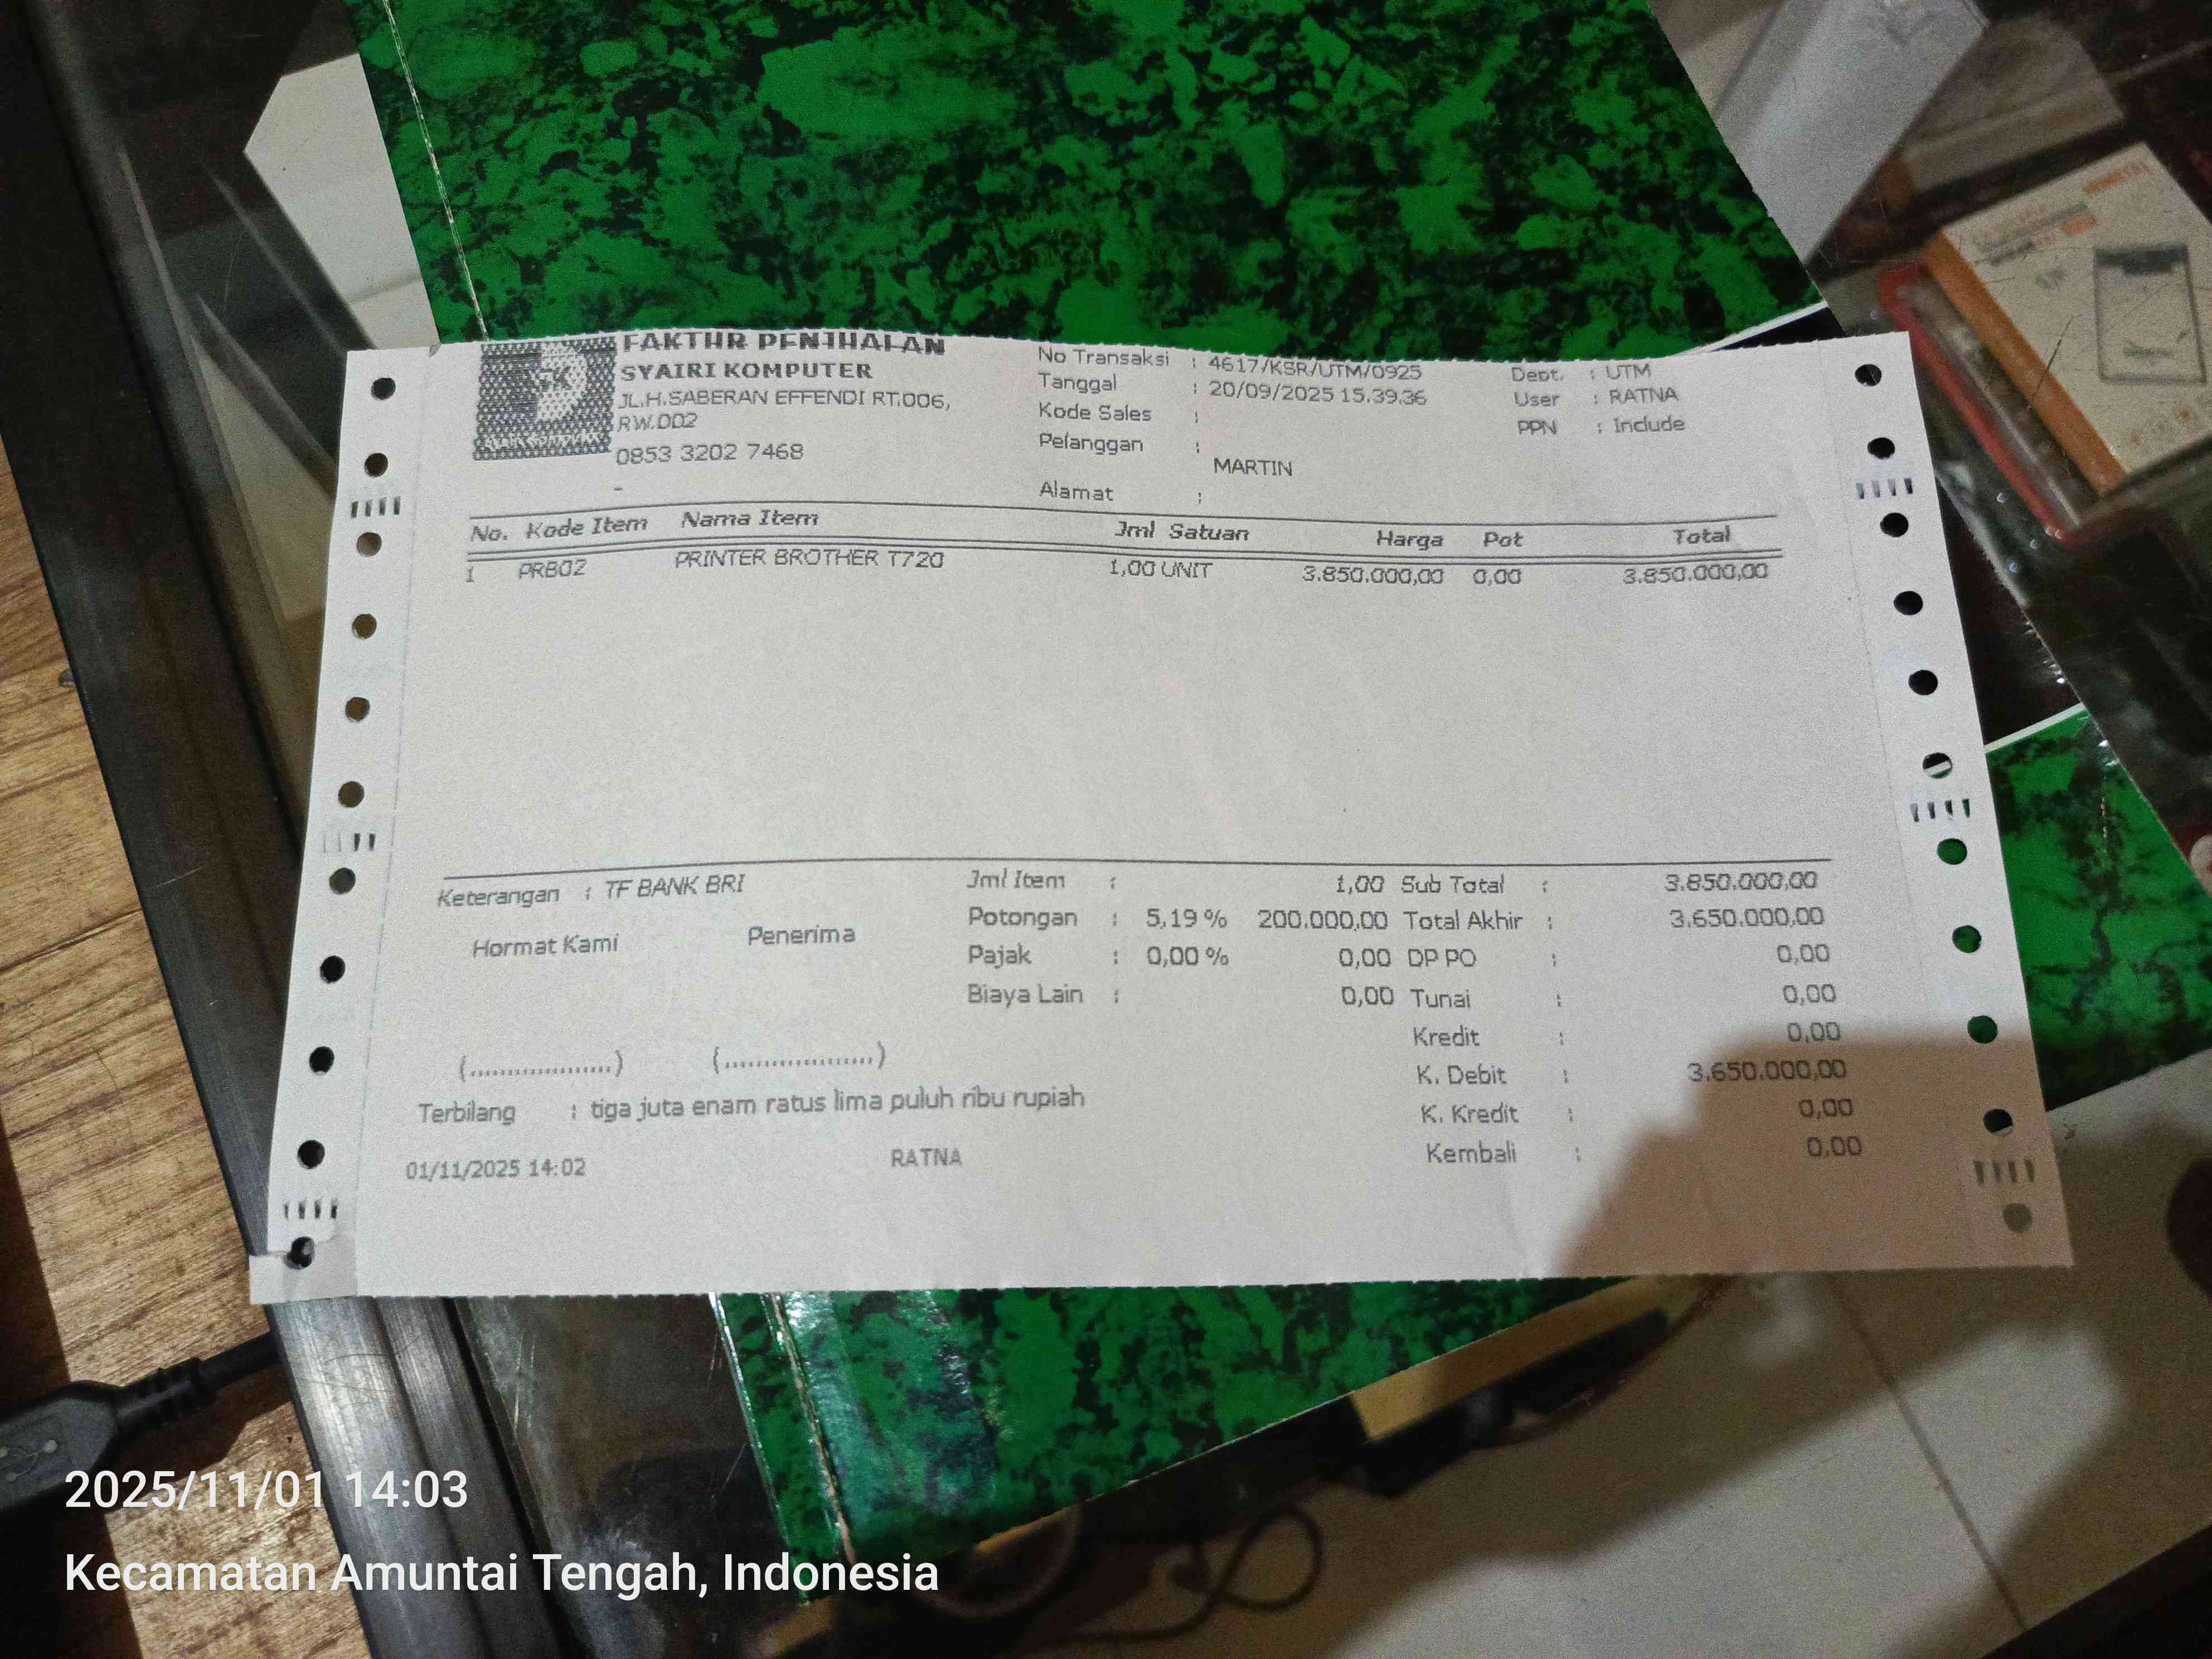 FAKTUR PENJUALAN
SYAIRI KOMPUTER
JL.H.SABERAN EFFENDI RT.006,
RW.002
0853 3202 7468
-
No Transaksi : 4617/KSR/UTM/0925
Tanggal : 20/09/2025 15.39.36
Kode Sales :
Pelanggan :
MARTIN
Alamat :
Dept. : UTM
User : RATNA
PPN : Include
No. Kode Item Nama Item Jml Satuan Harga Pot Total
1 PRB02 PRINTER BROTHER T720 1,00 UNIT 3.850.000,00 0,00 3.850.000,00
Keterangan : TF BANK BRI
Hormat Kami Penerima
(....................) (....................)
Jml Item : 1,00
Potongan : 5,19 % 200.000,00
Pajak : 0,00 % 0,00
Biaya Lain : 0,00
Sub Total : 3.850.000,00
Total Akhir : 3.650.000,00
DP PO : 0,00
Tunai : 0,00
Kredit : 0,00
K. Debit : 3.650.000,00
K. Kredit : 0,00
Kembali : 0,00
Terbilang : tiga juta enam ratus lima puluh ribu rupiah
01/11/2025 14:02 RATNA
2025/11/01 14:03
Kecamatan Amuntai Tengah, Indonesia